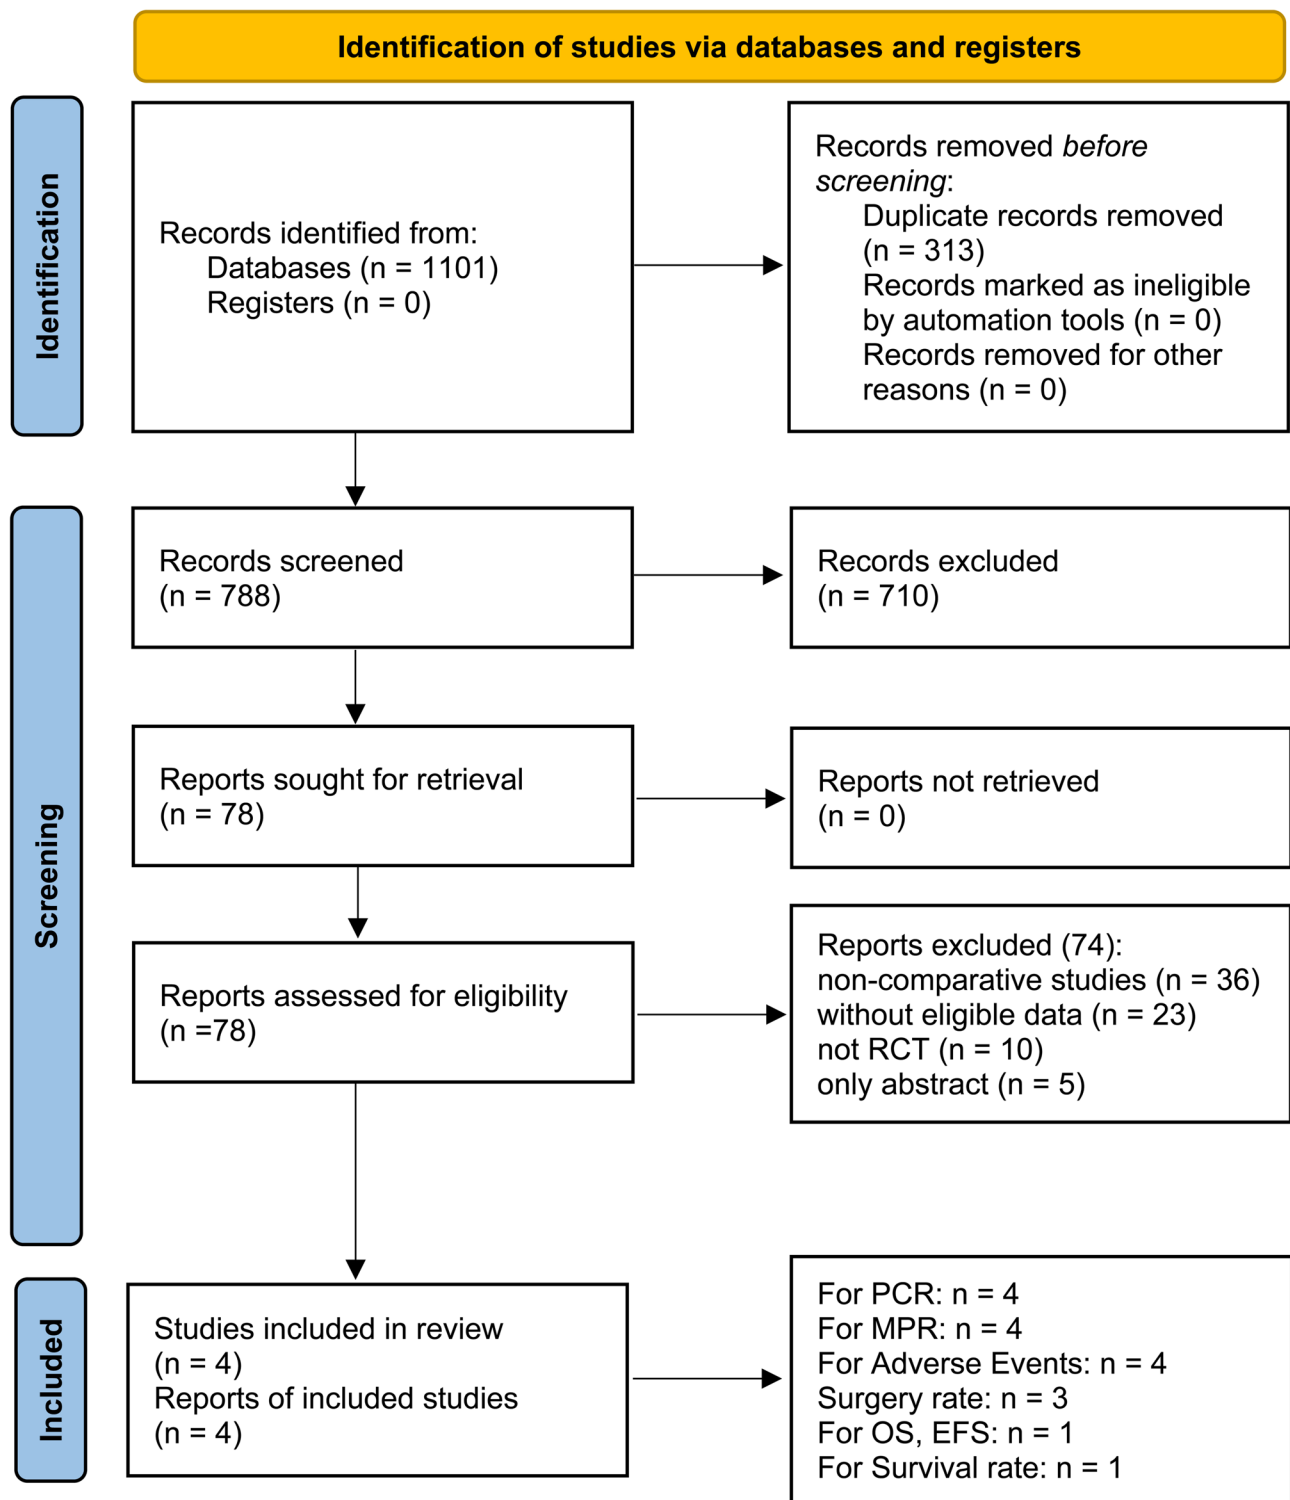 Identification of studies via databases and registers
Identification
Records identified from:
Databases (n = 1101)
Registers (n = 0)
Records removed before
screening:
Duplicate records removed
(n = 313)
Records marked as ineligible
by automation tools (n = 0)
Records removed for other
reasons (n = 0)
Screening
Records screened
(n = 788)
Records excluded
(n = 710)
Reports sought for retrieval
(n = 78)
Reports not retrieved
(n = 0)
Reports assessed for eligibility
(n =78)
Reports excluded (74):
non-comparative studies (n = 36)
without eligible data (n = 23)
not RCT (n = 10)
only abstract (n = 5)
Included
Studies included in review
(n = 4)
Reports of included studies
(n = 4)
For PCR: n = 4
For MPR: n = 4
For Adverse Events: n = 4
Surgery rate: n = 3
For OS, EFS: n = 1
For Survival rate: n = 1